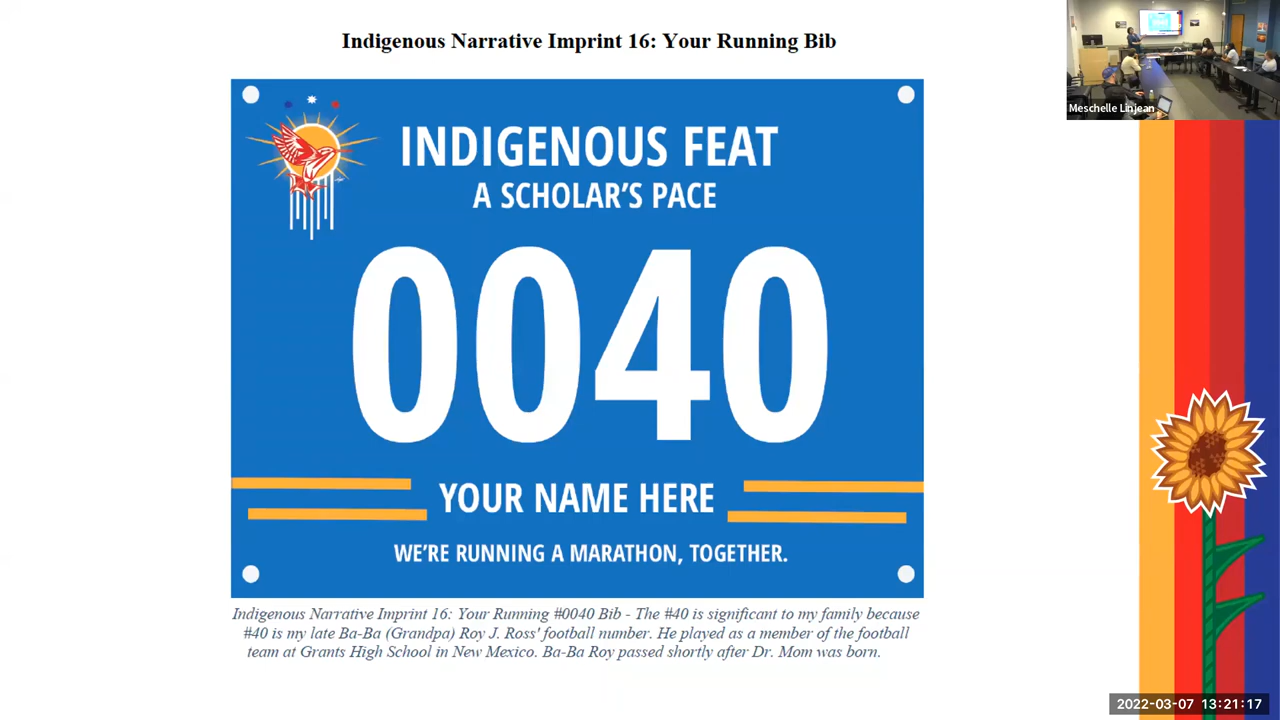 Indigenous Narrative Imprint 16: Your Running Bib
INDIGENOUS FEAT
A SCHOLAR'S PACE
0040
YOUR NAME HERE
WE'RE RUNNING A MARATHON, TOGETHER.
Indigenous Narrative Imprint 16: Your Running #0040 Bib - The #40 is significant to my family because
#40 is my late Ba-Ba (Grandpa) Roy J. Ross' football number. He played as a member of the football
team at Grants High School in New Mexico. Ba-Ba Roy passed shortly after Dr. Mom was born.
Meschelle Linjean
2022-03-07 13:21:17